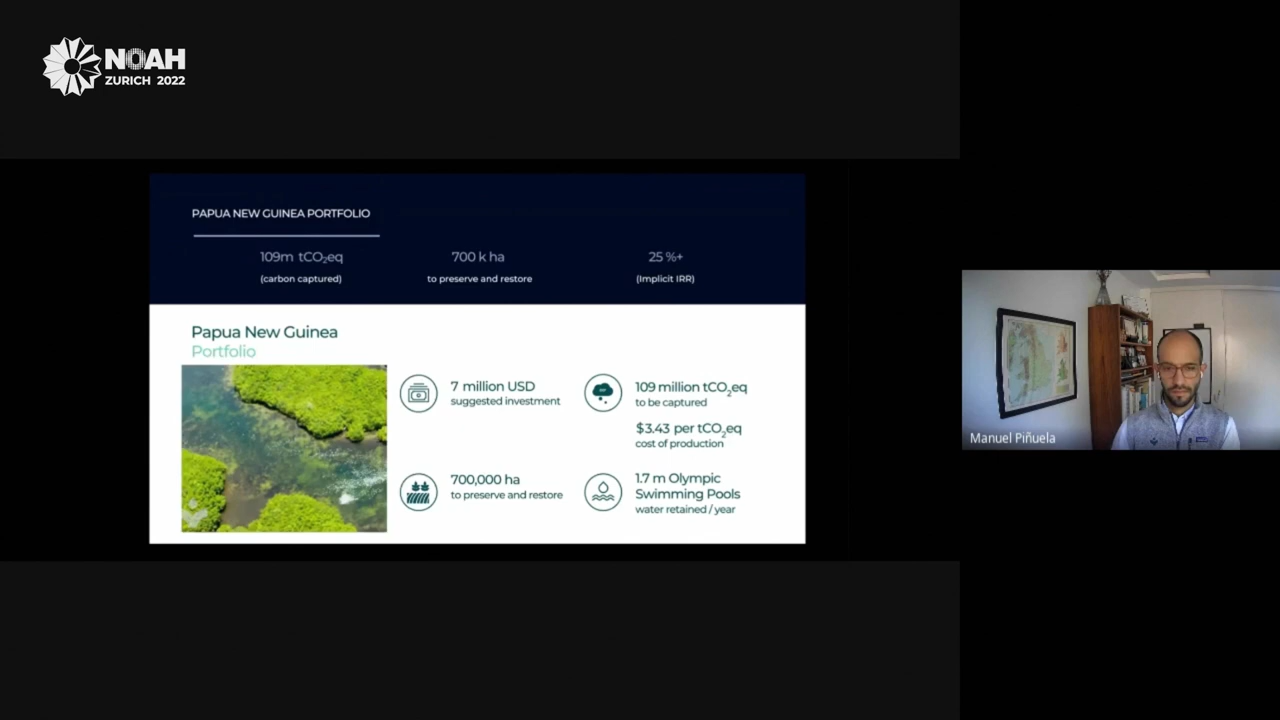 NOAH
ZURICH 2022
PAPUA NEW GUINEA PORTFOLIO
109m tCO₂eq
(carbon captured)
700 k ha
to preserve and restore
25 %+
(Implicit IRR)
Papua New Guinea
Portfolio
7 million USD
suggested investment
109 million tCO₂eq
to be captured
$3.43 per tCO₂eq
cost of production
700,000 ha
to preserve and restore
1.7 m Olympic
Swimming Pools
water retained / year
Manuel Piñuela